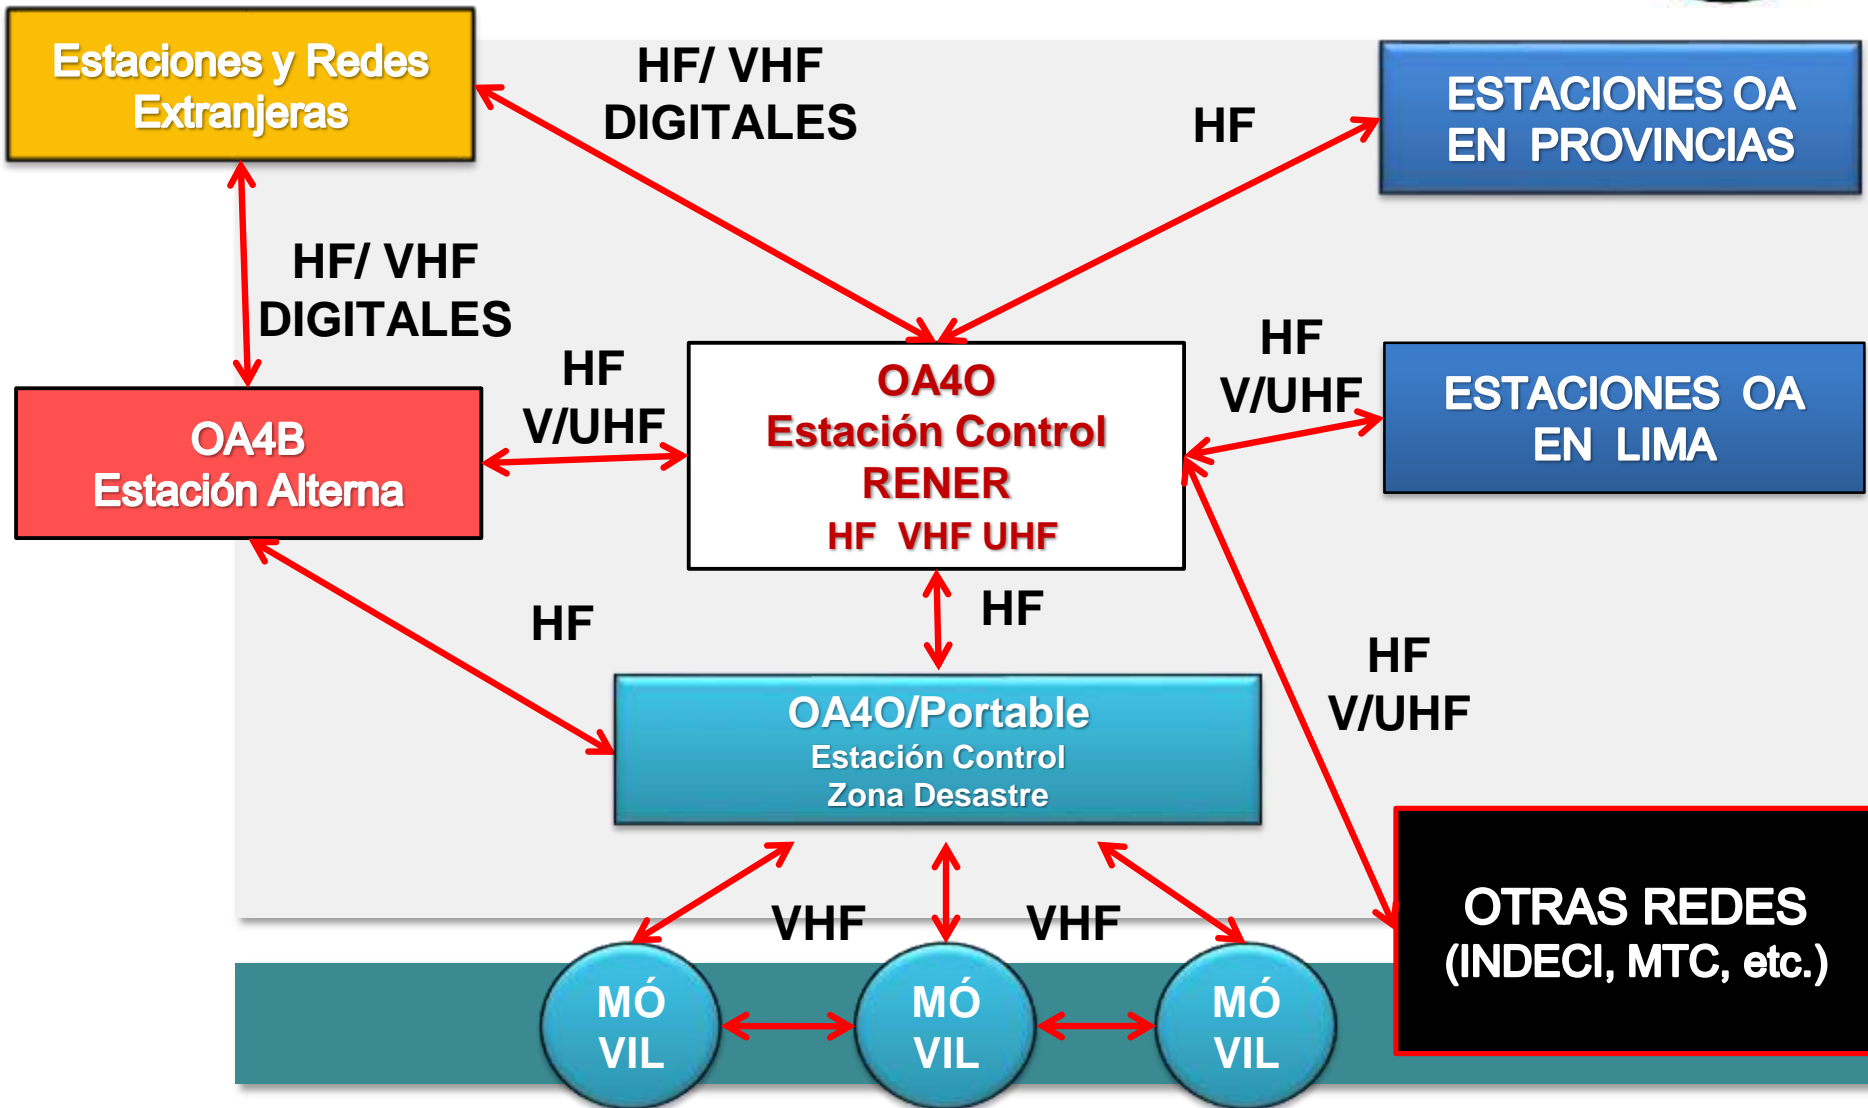 Estaciones y Redes
Extranjeras
HF/ VHF
DIGITALES
HF
ESTACIONES OA
EN PROVINCIAS
HF/ VHF
DIGITALES
HF
V/UHF
OA4O
Estación Control
RENER
HF VHF UHF
HF
V/UHF
ESTACIONES OA
EN LIMA
OA4B
Estación Alterna
HF
HF
HF
V/UHF
OA4O/Portable
Estación Control
Zona Desastre
VHF
VHF
OTRAS REDES
(INDECI, MTC, etc.)
MÓ
VIL
MÓ
VIL
MÓ
VIL